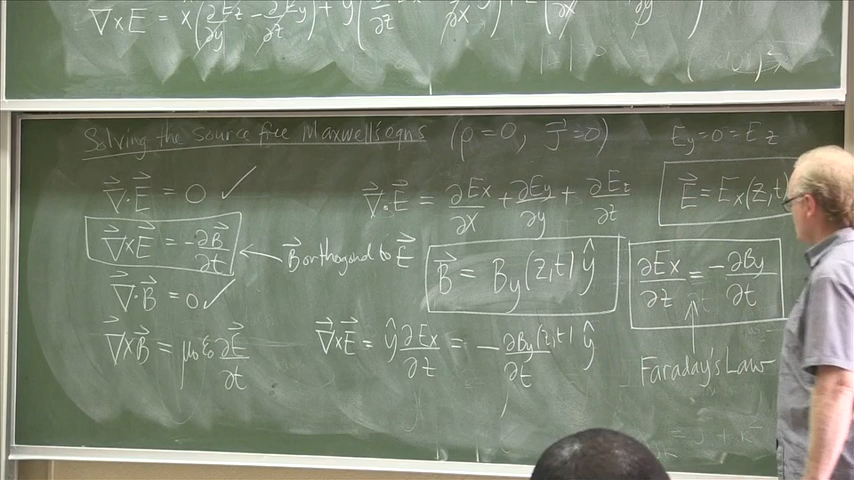 ∇×E = x̂(∂Ez/∂y − ∂Ey/∂z) + ŷ(
Solving the Source free Maxwell's eqns (ρ=0, J⃗=0)
Ey=0=Ez
∇⃗·E⃗ = 0 ✓
∇⃗·E⃗ = ∂Ex/∂x + ∂Ey/∂y + ∂Ez/∂z
E⃗ = Ex(z,t)
∇⃗×E⃗ = −∂B⃗/∂t
B⃗ orthogonal to E⃗
B⃗ = By(z,t) ŷ
∂Ex/∂z = −∂By/∂t
∇⃗·B⃗ = 0 ✓
∇⃗×B⃗ = μ₀ε₀ ∂E⃗/∂t
∇⃗×E⃗ = ŷ ∂Ex/∂z = − ∂By(z,t)/∂t ŷ
Faraday's Law